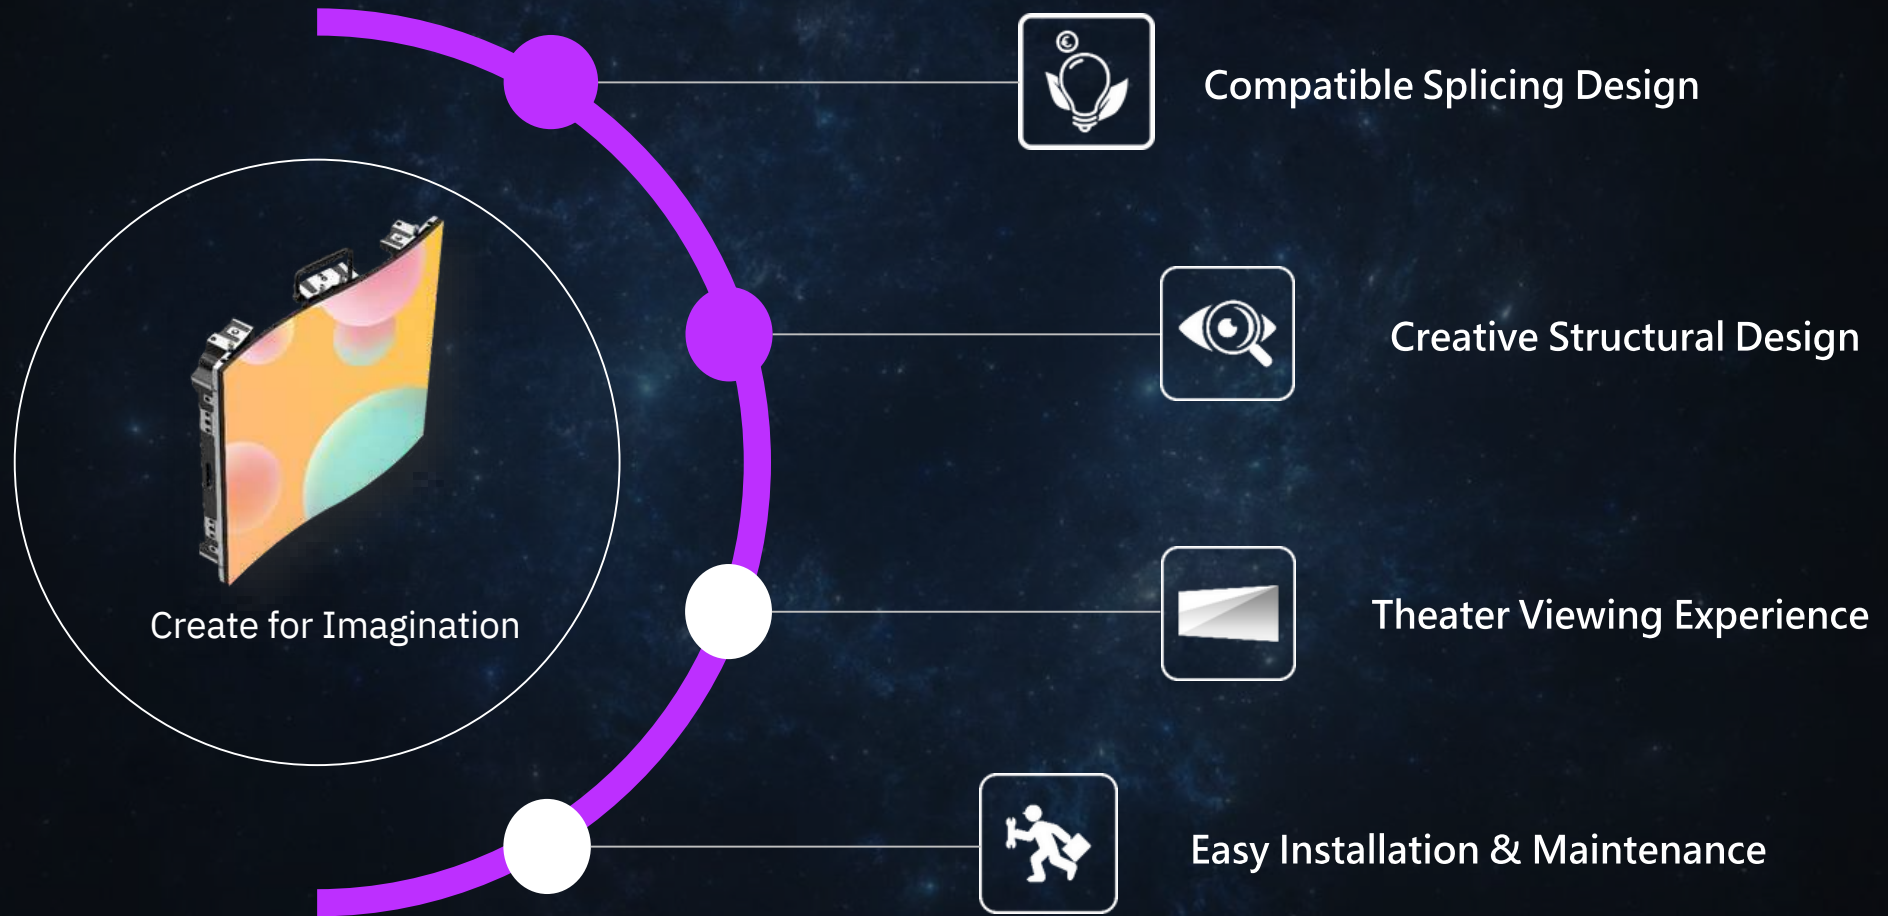 Compatible Splicing Design
Creative Structural Design
Create for Imagination
Theater Viewing Experience
Easy Installation & Maintenance